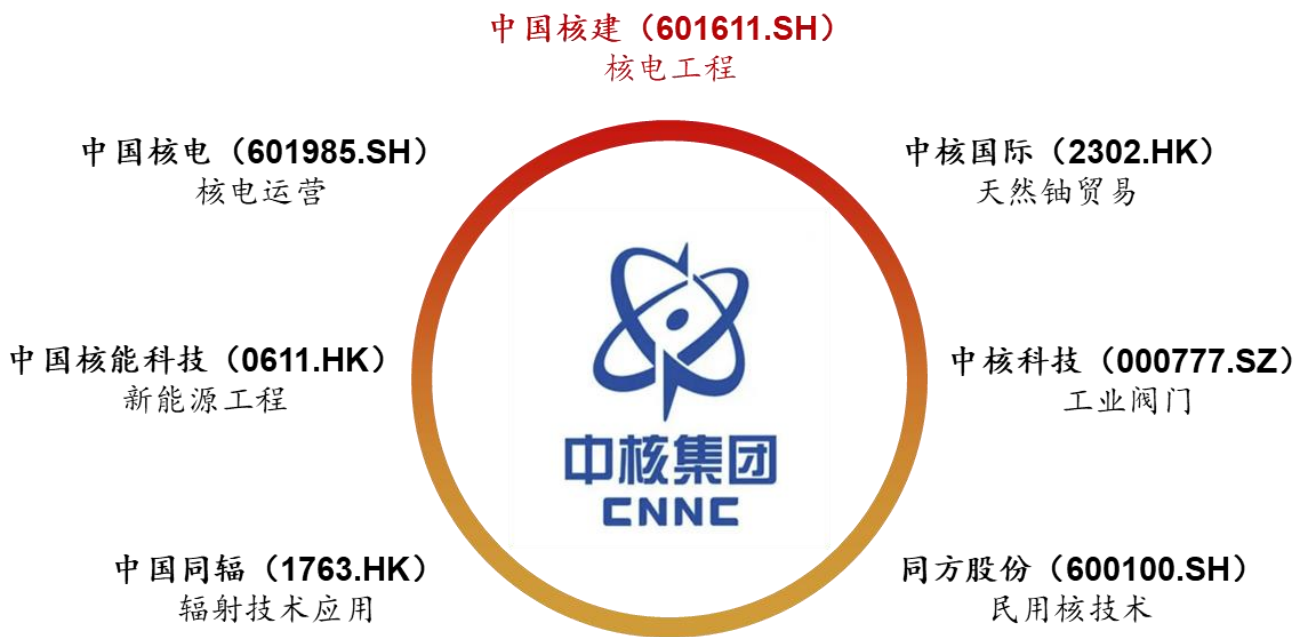 中国核建（601611.SH）
核电工程
中国核电（601985.SH）
核电运营
中核国际（2302.HK）
天然铀贸易
中国核能科技（0611.HK）
新能源工程
中核科技（000777.SZ）
工业阀门
中核集团
CNNC
中国同辐（1763.HK）
辐射技术应用
同方股份（600100.SH）
民用核技术